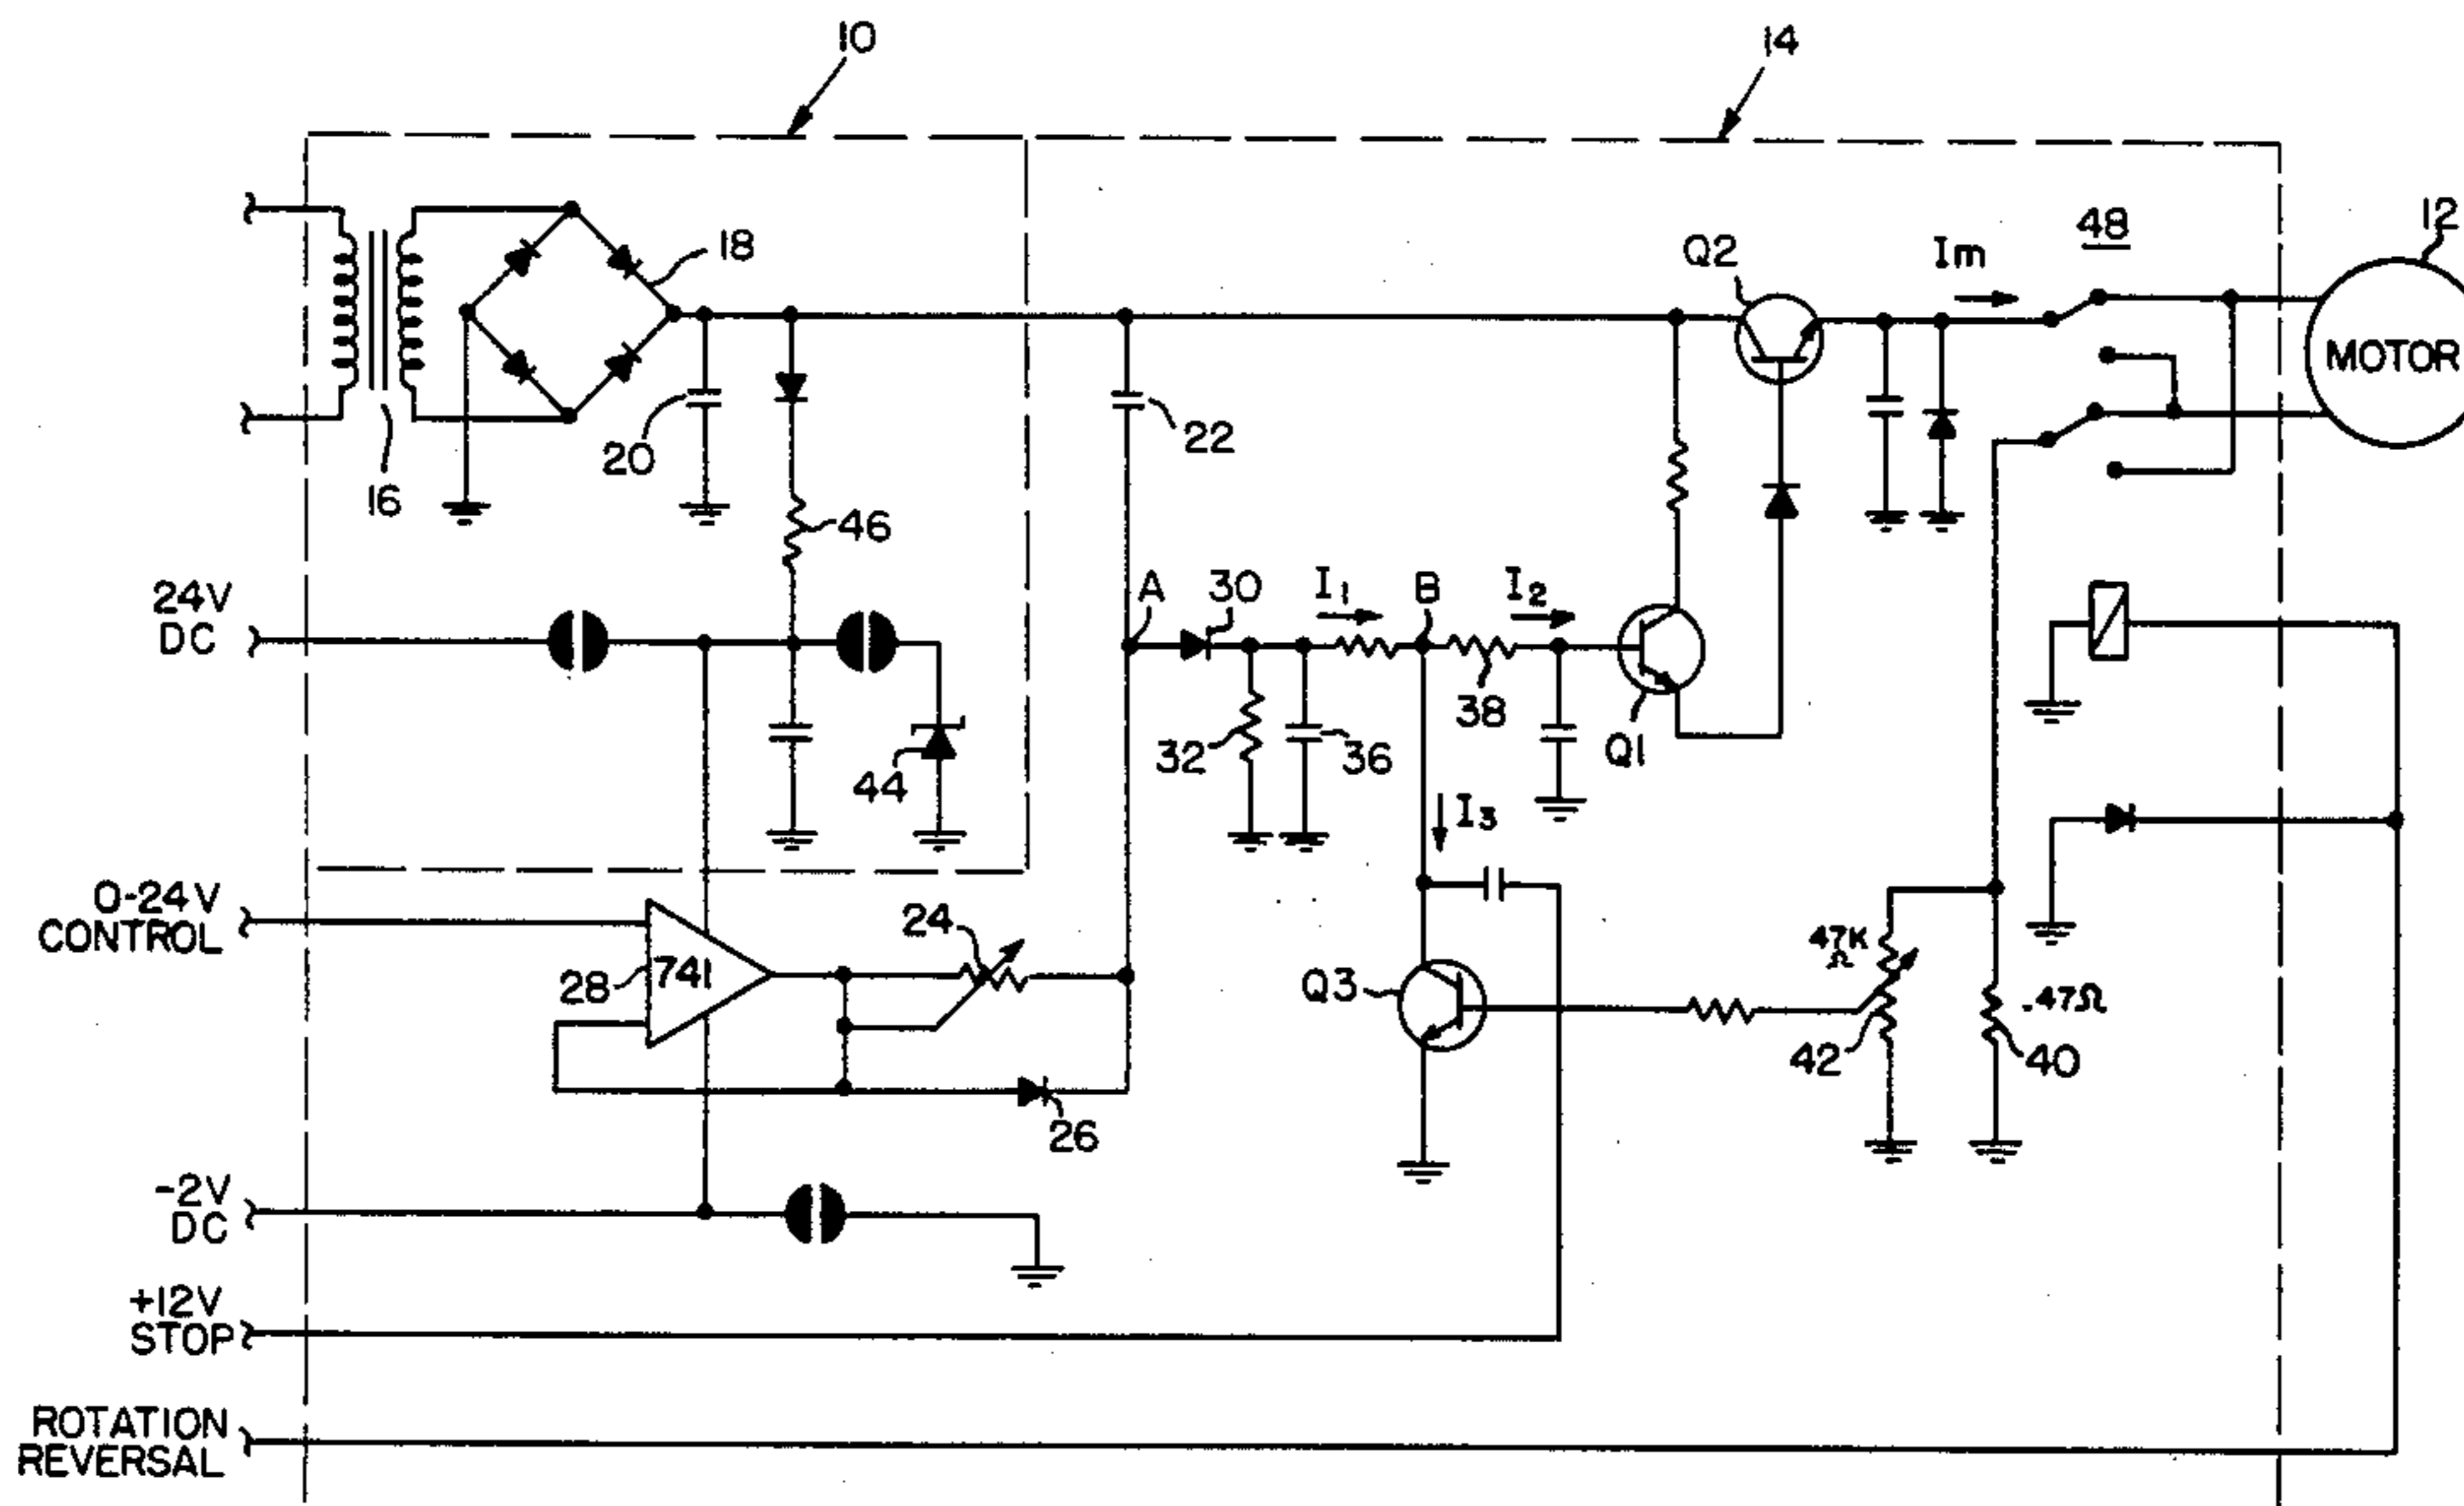 10
14
18
Q2
Im
48
12
MOTOR
20
22
16
46
24V
DC
A
30
I1
B
I2
38
32
36
Q1
44
I3
0-24V
CONTROL
24
28
741
47K
Ω
Q3
.47Ω
42
40
26
-2V
DC
+12V
STOP
ROTATION
REVERSAL